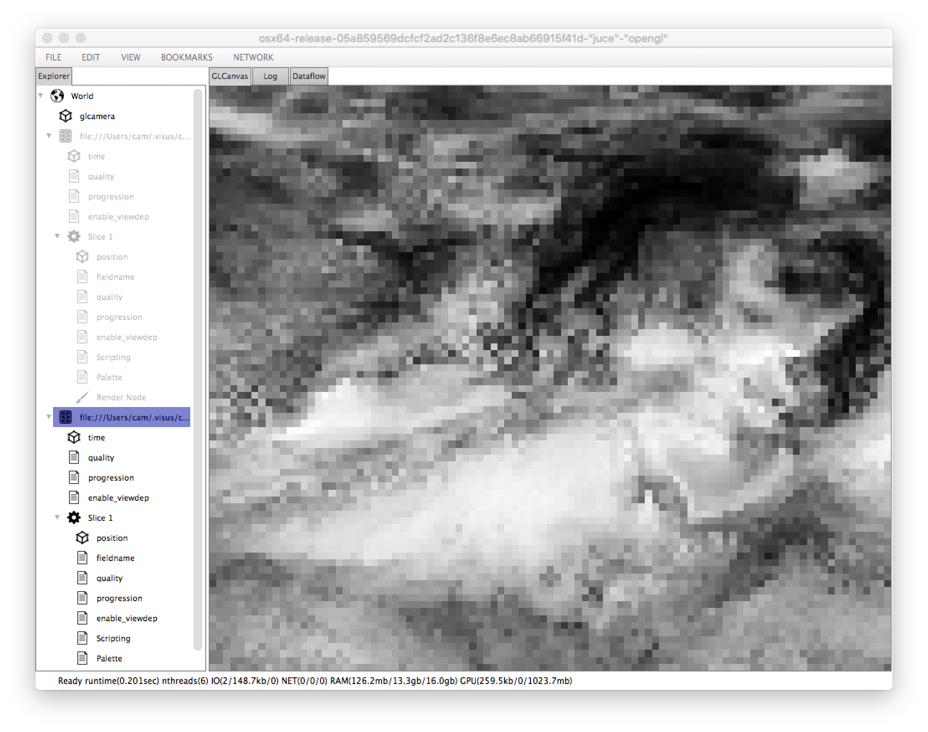 osx64-release-05a859569dcfcf2ad2c136f8e6ec8ab66915f41d-"juce"-"opengl"
FILE EDIT VIEW BOOKMARKS NETWORK
Explorer
GLCanvas Log Dataflow
World
glcamera
file:///Users/cam/.visus/c...
time
quality
progression
enable_viewdep
Slice 1
position
fieldname
quality
progression
enable_viewdep
Scripting
Palette
Render Node
file:///Users/cam/.visus/c...
time
quality
progression
enable_viewdep
Slice 1
position
fieldname
quality
progression
enable_viewdep
Scripting
Palette
Ready runtime(0.201sec) nthreads(6) IO(2/148.7kb/0) NET(0/0/0) RAM(126.2mb/13.3gb/16.0gb) GPU(259.5kb/0/1023.7mb)